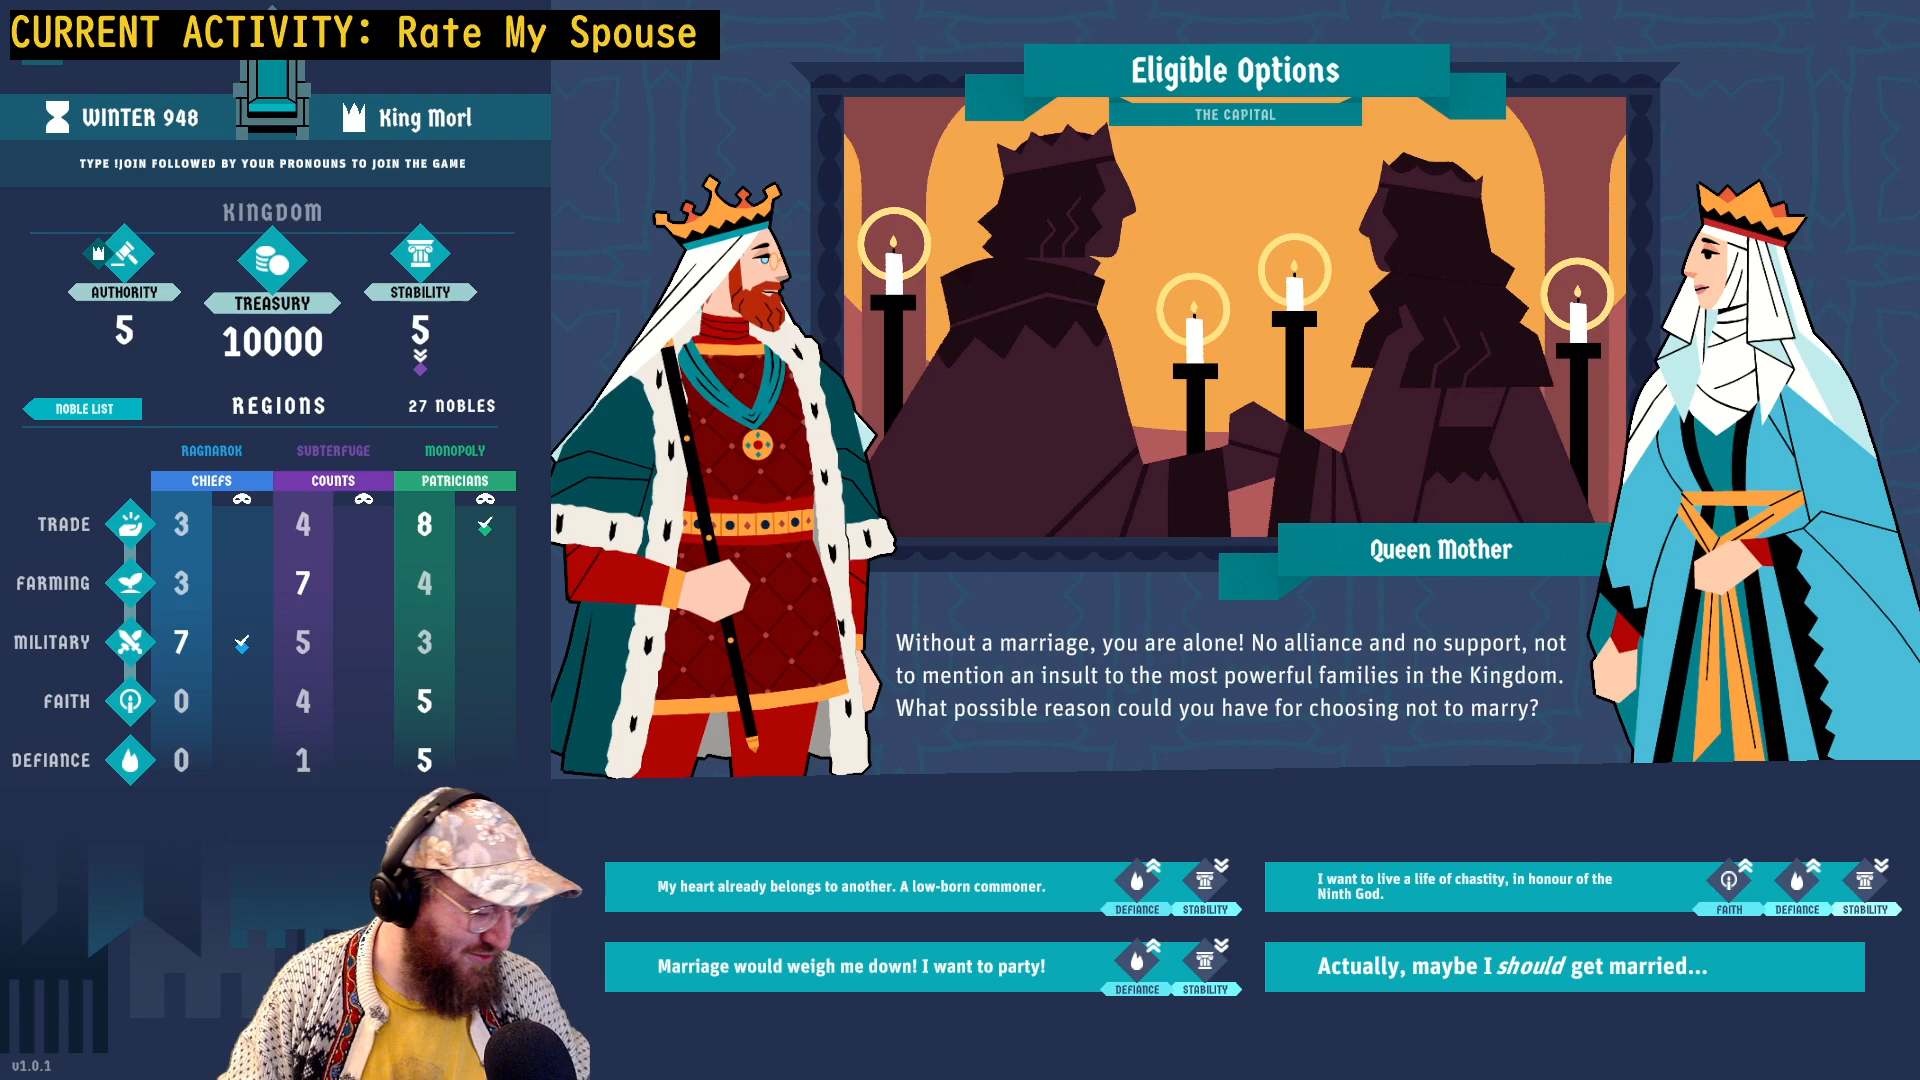 CURRENT ACTIVITY: Rate My Spouse
WINTER 948
King Morl
TYPE !JOIN FOLLOWED BY YOUR PRONOUNS TO JOIN THE GAME
KINGDOM
AUTHORITY
TREASURY
STABILITY
5
10000
5
NOBLE LIST
REGIONS
27 NOBLES
RAGNAROK
SUBTERFUGE
MONOPOLY
CHIEFS
COUNTS
PATRICIANS
TRADE
3
4
8
FARMING
3
7
4
MILITARY
7
5
3
FAITH
0
4
5
DEFIANCE
0
1
5
v1.0.1
Eligible Options
THE CAPITAL
Queen Mother
Without a marriage, you are alone! No alliance and no support, not
to mention an insult to the most powerful families in the Kingdom.
What possible reason could you have for choosing not to marry?
My heart already belongs to another. A low-born commoner.
DEFIANCE
STABILITY
I want to live a life of chastity, in honour of the
Ninth God.
FAITH
DEFIANCE
STABILITY
Marriage would weigh me down! I want to party!
DEFIANCE
STABILITY
Actually, maybe I should get married...